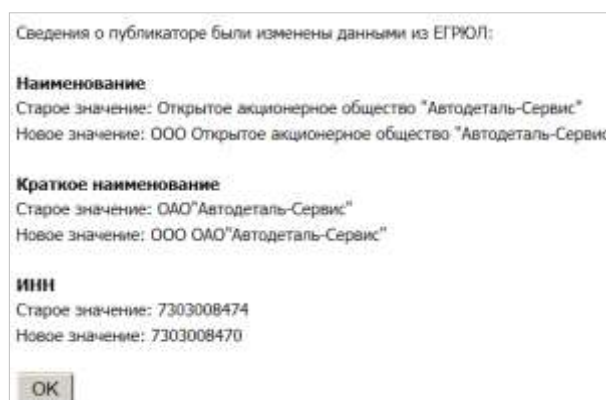 Сведения о публикаторе были изменены данными из ЕГРЮЛ:
Наименование
Старое значение: Открытое акционерное общество "Автодеталь-Сервис"
Новое значение: ООО Открытое акционерное общество "Автодеталь-Сервис
Краткое наименование
Старое значение: ОАО"Автодеталь-Сервис"
Новое значение: ООО ОАО"Автодеталь-Сервис"
ИНН
Старое значение: 7303008474
Новое значение: 7303008470
OK